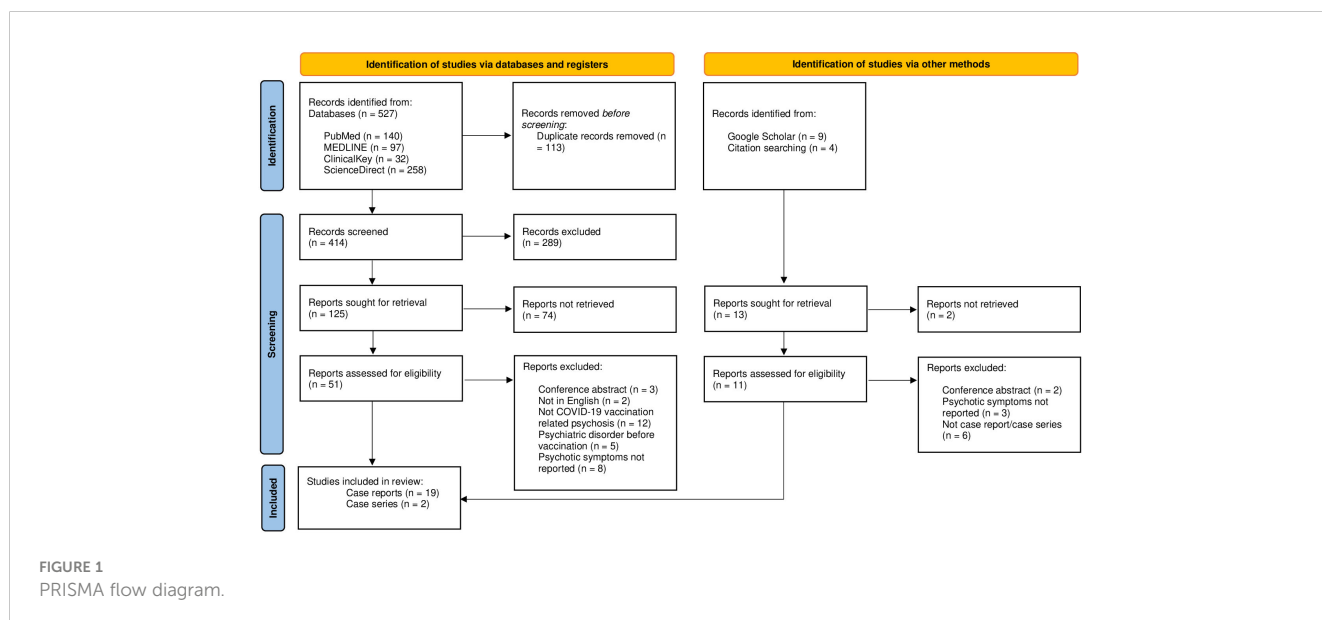 Identification of studies via databases and registers
Identification of studies via other methods
Identification
Records identified from:
Databases (n = 527)
PubMed (n = 140)
MEDLINE (n = 97)
ClinicalKey (n = 32)
ScienceDirect (n = 258)
Records removed before
screening:
Duplicate records removed (n
= 113)
Records identified from:
Google Scholar (n = 9)
Citation searching (n = 4)
Screening
Records screened
(n = 414)
Records excluded
(n = 289)
Reports sought for retrieval
(n = 125)
Reports not retrieved
(n = 74)
Reports sought for retrieval
(n = 13)
Reports not retrieved
(n = 2)
Reports assessed for eligibility
(n = 51)
Reports excluded:
Conference abstract (n = 3)
Not in English (n = 2)
Not COVID-19 vaccination
related psychosis (n = 12)
Psychiatric disorder before
vaccination (n = 5)
Psychotic symptoms not
reported (n = 8)
Reports assessed for eligibility
(n = 11)
Reports excluded:
Conference abstract (n = 2)
Psychotic symptoms not
reported (n = 3)
Not case report/case series
(n = 6)
Included
Studies included in review:
Case reports (n = 19)
Case series (n = 2)
FIGURE 1
PRISMA flow diagram.